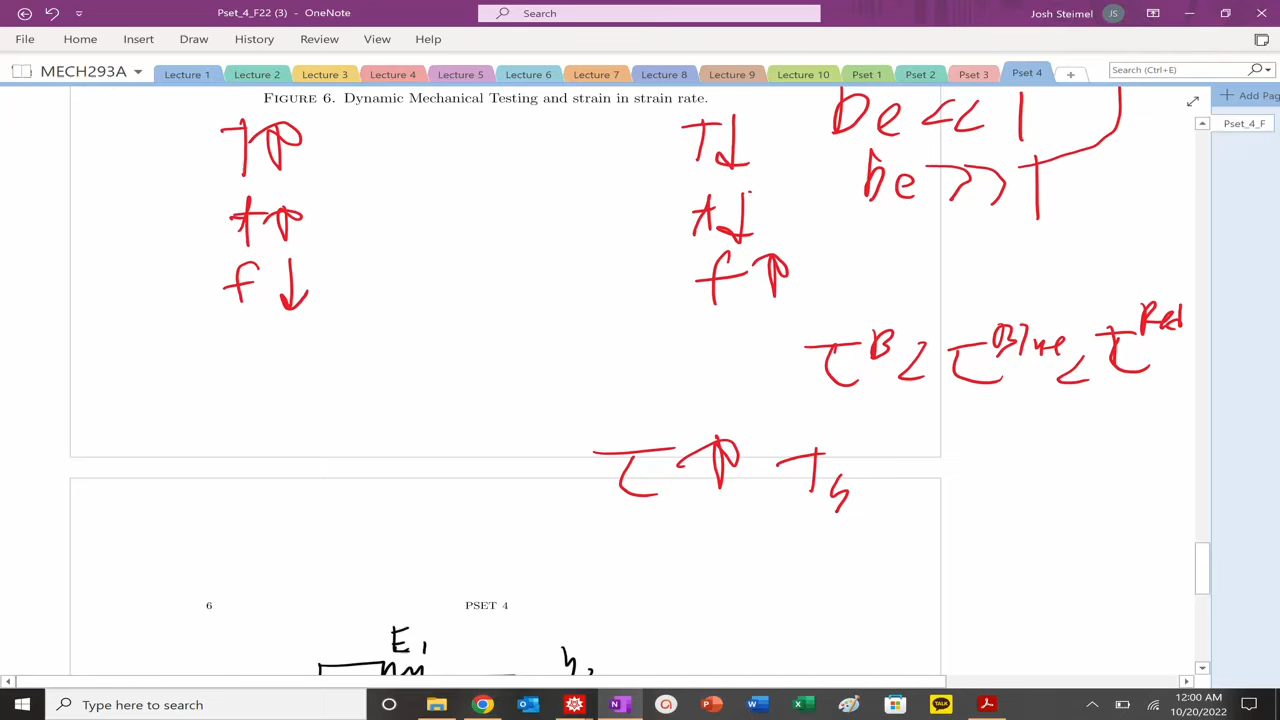 Pset_4_F22 (3) - OneNote
Search
Josh Steimel
JS
File Home Insert Draw History Review View Help
MECH293A
Lecture 1 Lecture 2 Lecture 3 Lecture 4 Lecture 5 Lecture 6 Lecture 7 Lecture 8 Lecture 9 Lecture 10 Pset 1 Pset 2 Pset 3 Pset 4
Search (Ctrl+E)
Add Pag
Pset_4_F
FIGURE 6. Dynamic Mechanical Testing and strain in strain rate.
De << 1
De >> 1
T↑ T↓
t↑ t↓
f↓ f↑
τ^B < τ^Blue < τ^Red
τ↑ T
6 PSET 4
E₁
Type here to search
TALK
12:00 AM
10/20/2022